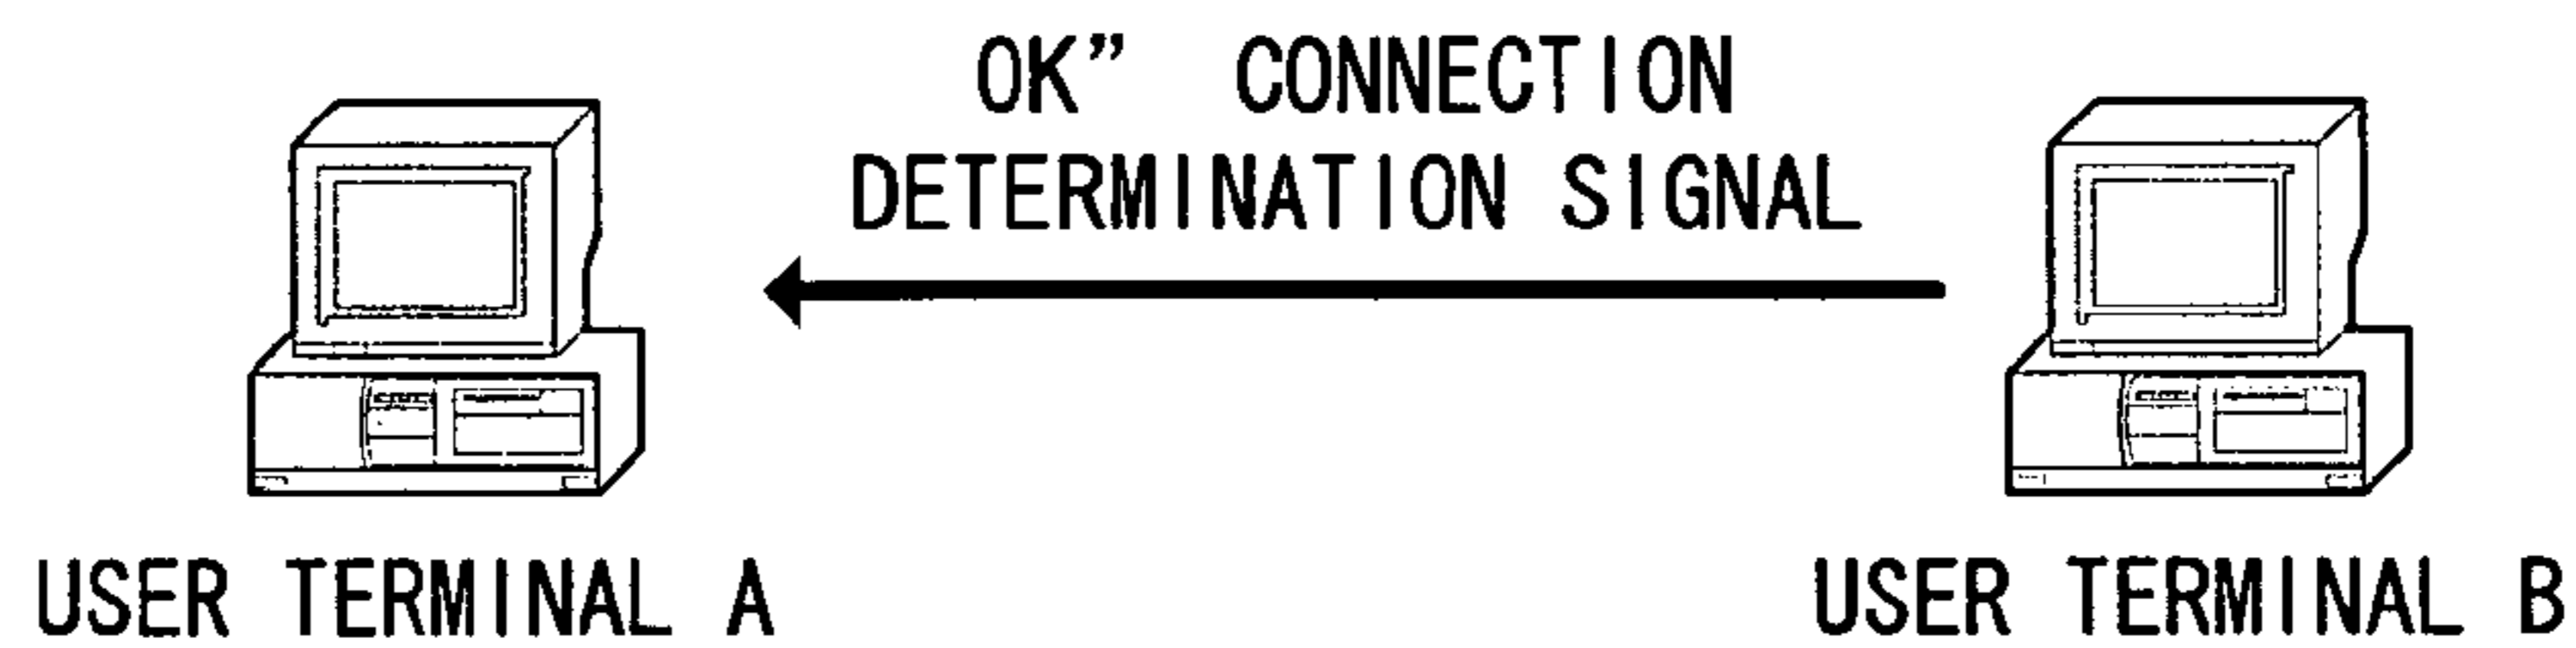 OK” CONNECTION
DETERMINATION SIGNAL
USER TERMINAL A
USER TERMINAL B